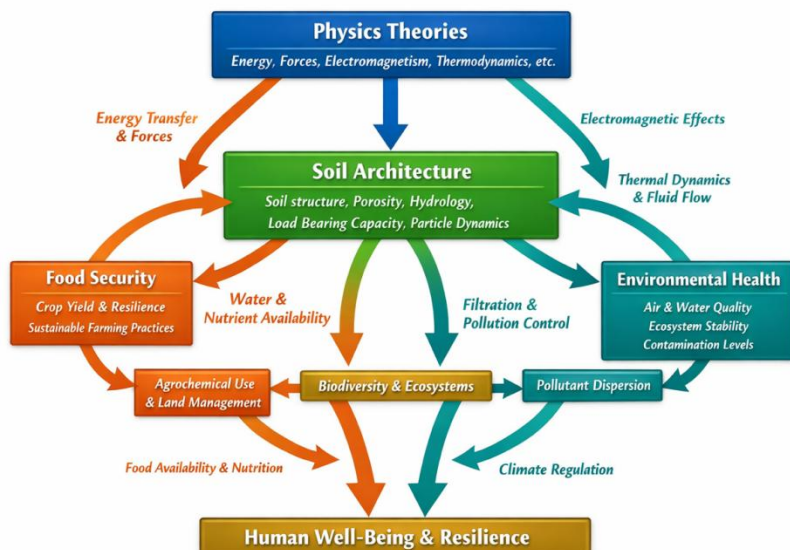 Physics Theories
Energy, Forces, Electromagnetism, Thermodynamics, etc.
Energy Transfer
& Forces
Electromagnetic Effects
Thermal Dynamics
& Fluid Flow
Soil Architecture
Soil structure, Porosity, Hydrology,
Load Bearing Capacity, Particle Dynamics
Food Security
Crop Yield & Resilience
Sustainable Farming Practices
Water &
Nutrient Availability
Filtration &
Pollution Control
Environmental Health
Air & Water Quality
Ecosystem Stability
Contamination Levels
Agrochemical Use
& Land Management
Biodiversity & Ecosystems
Pollutant Dispersion
Food Availability & Nutrition
Climate Regulation
Human Well-Being & Resilience